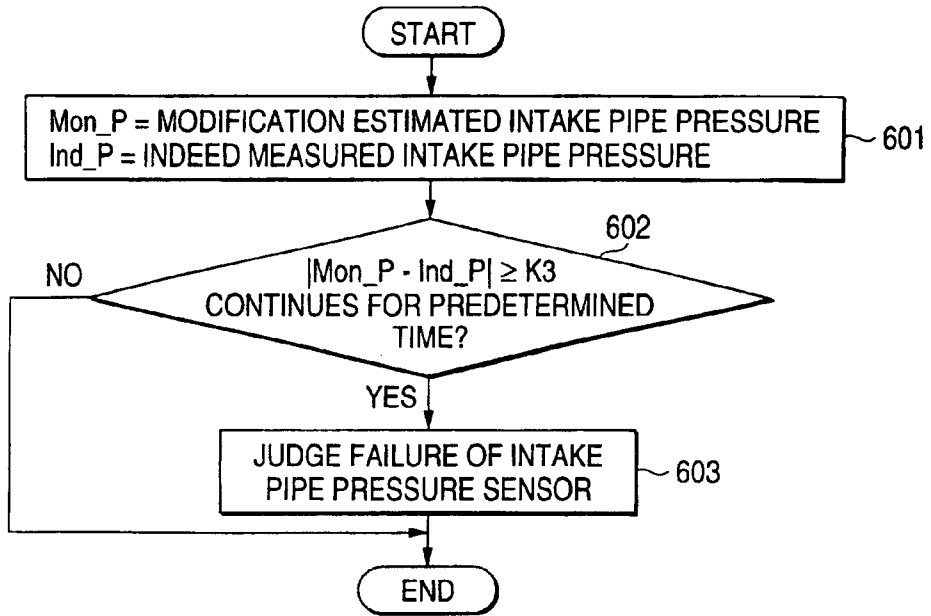 START
Mon_P = MODIFICATION ESTIMATED INTAKE PIPE PRESSURE
Ind_P = INDEED MEASURED INTAKE PIPE PRESSURE
601
602
NO
|Mon_P - Ind_P| ≥ K3
CONTINUES FOR PREDETERMINED
TIME?
YES
JUDGE FAILURE OF INTAKE
PIPE PRESSURE SENSOR
603
END